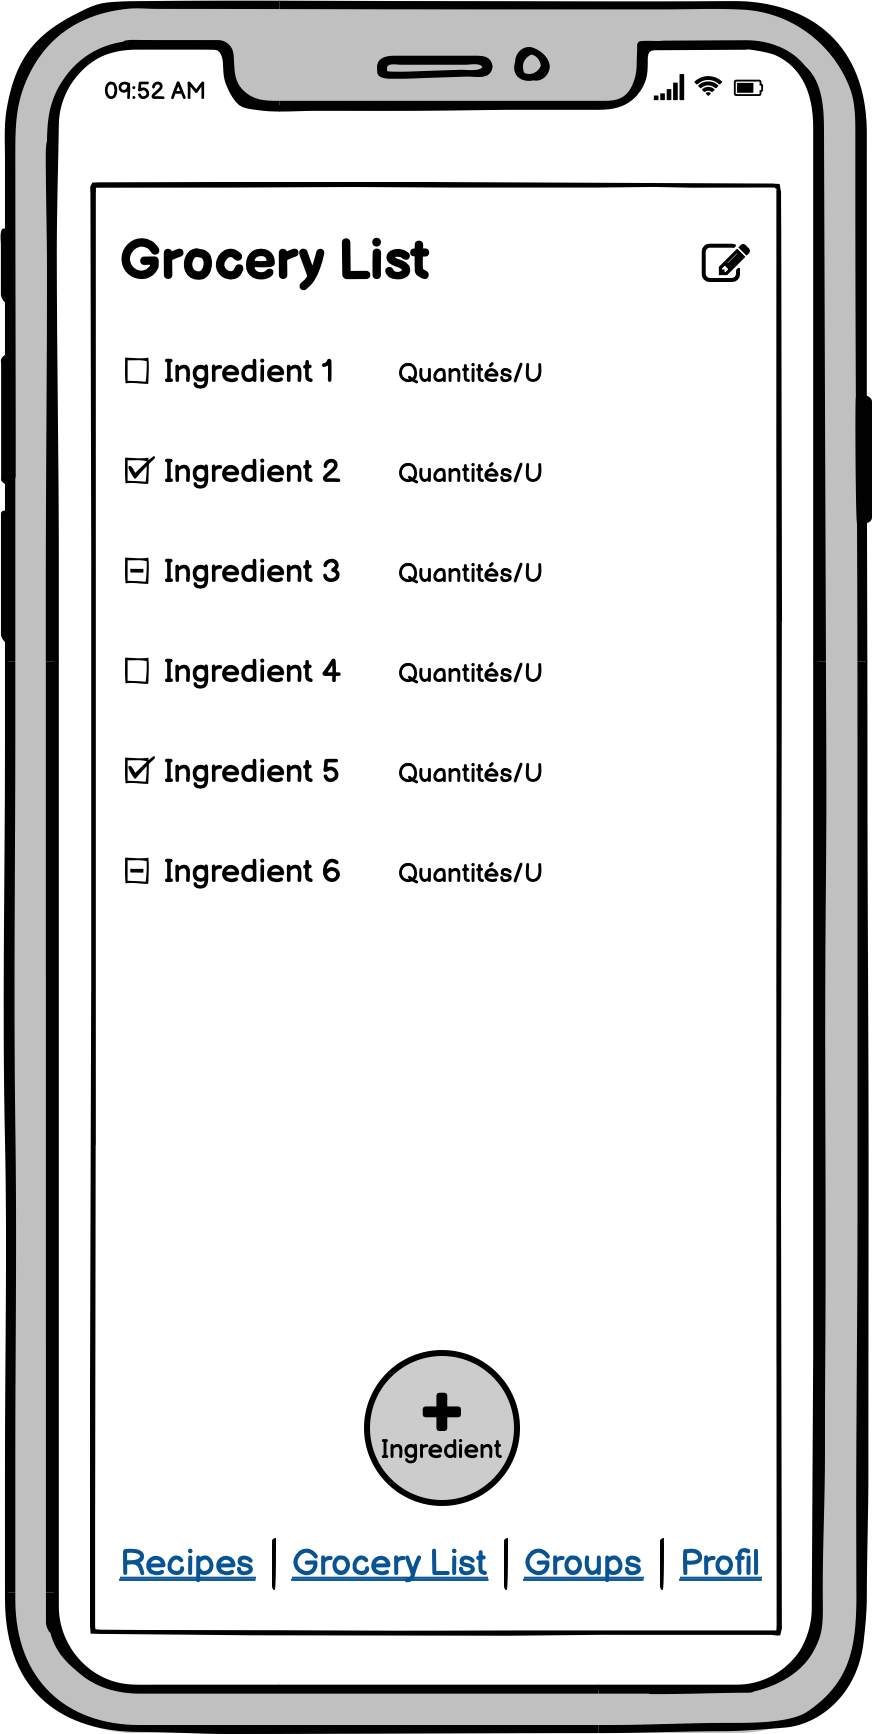 09:52 AM
Grocery List
Ingredient 1 Quantités/U
Ingredient 2 Quantités/U
Ingredient 3 Quantités/U
Ingredient 4 Quantités/U
Ingredient 5 Quantités/U
Ingredient 6 Quantités/U
Ingredient
Recipes | Grocery List | Groups | Profil